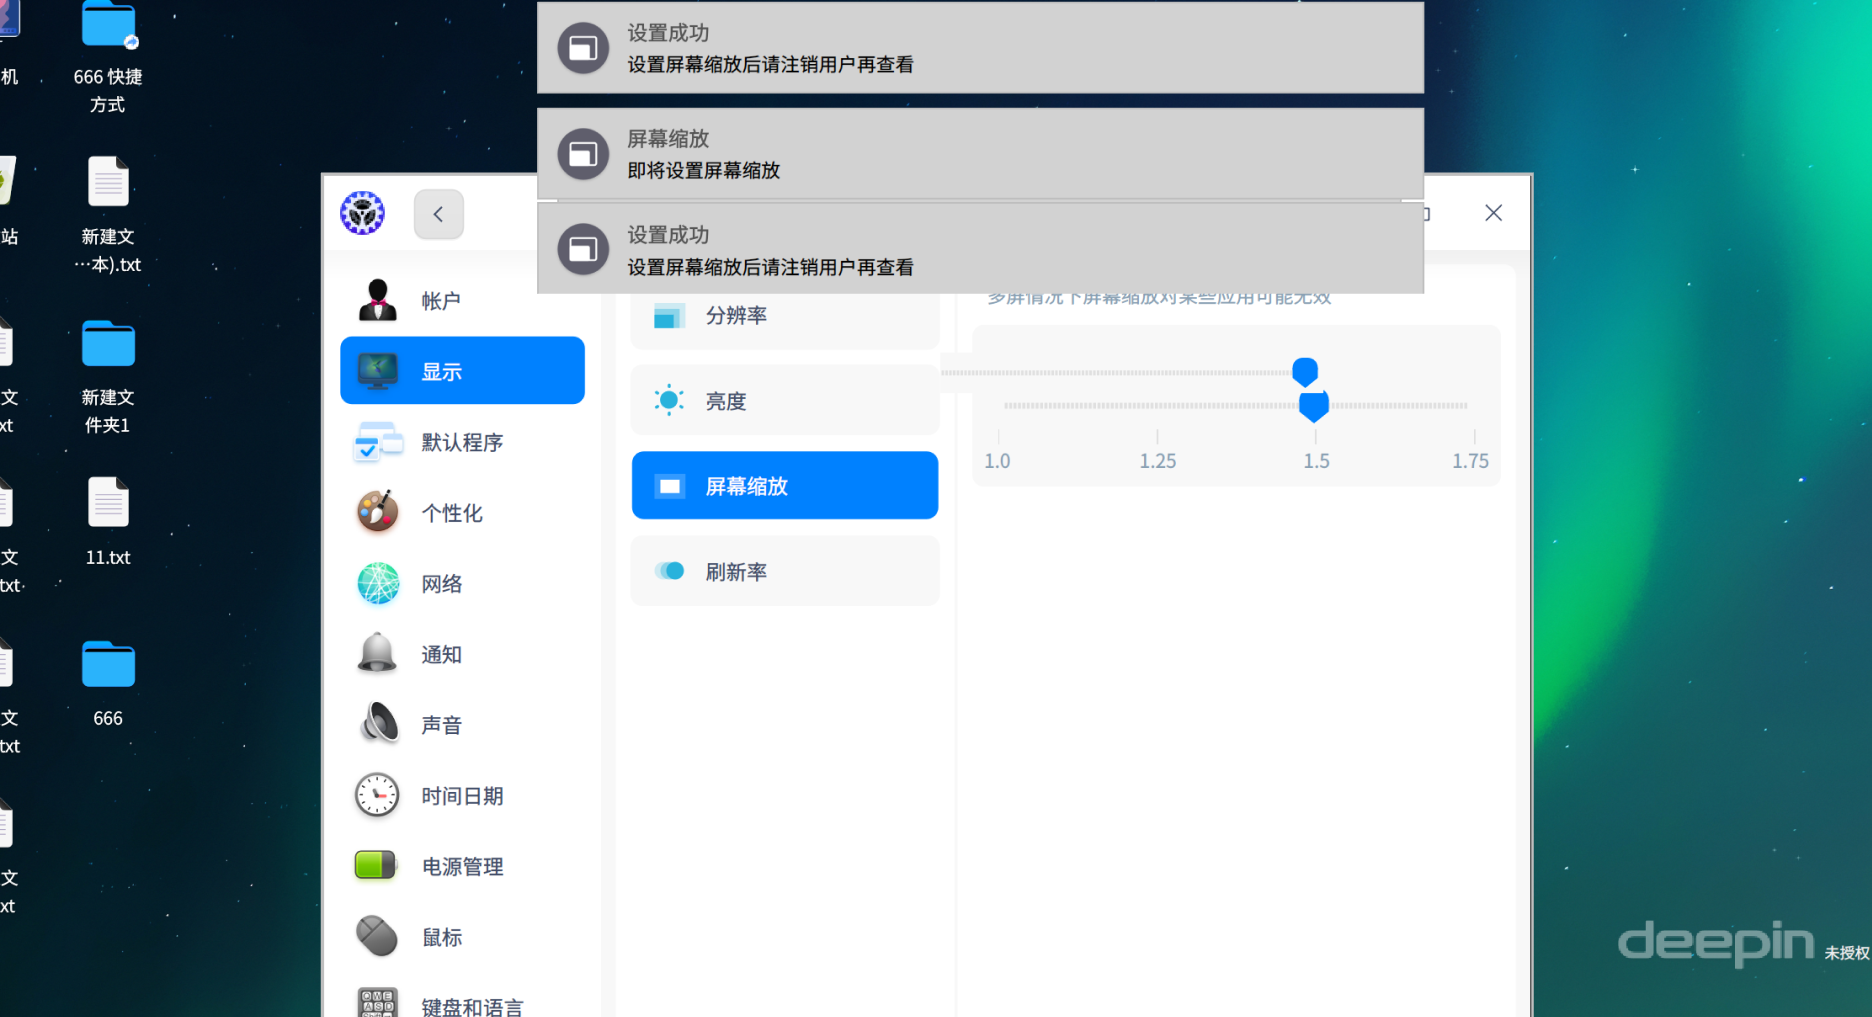 机
666 快捷
方式
站
新建文
…本).txt
文
xt
新建文
件夹1
文
txt
11.txt
文
txt
666
文
xt
设置成功
设置屏幕缩放后请注销用户再查看
屏幕缩放
即将设置屏幕缩放
设置成功
设置屏幕缩放后请注销用户再查看
帐户
显示
默认程序
个性化
网络
通知
声音
时间日期
电源管理
鼠标
键盘和语言
分辨率
亮度
屏幕缩放
刷新率
多屏情况下屏幕缩放对某些应用可能无效
1.0 1.25 1.5 1.75
deepin 未授权